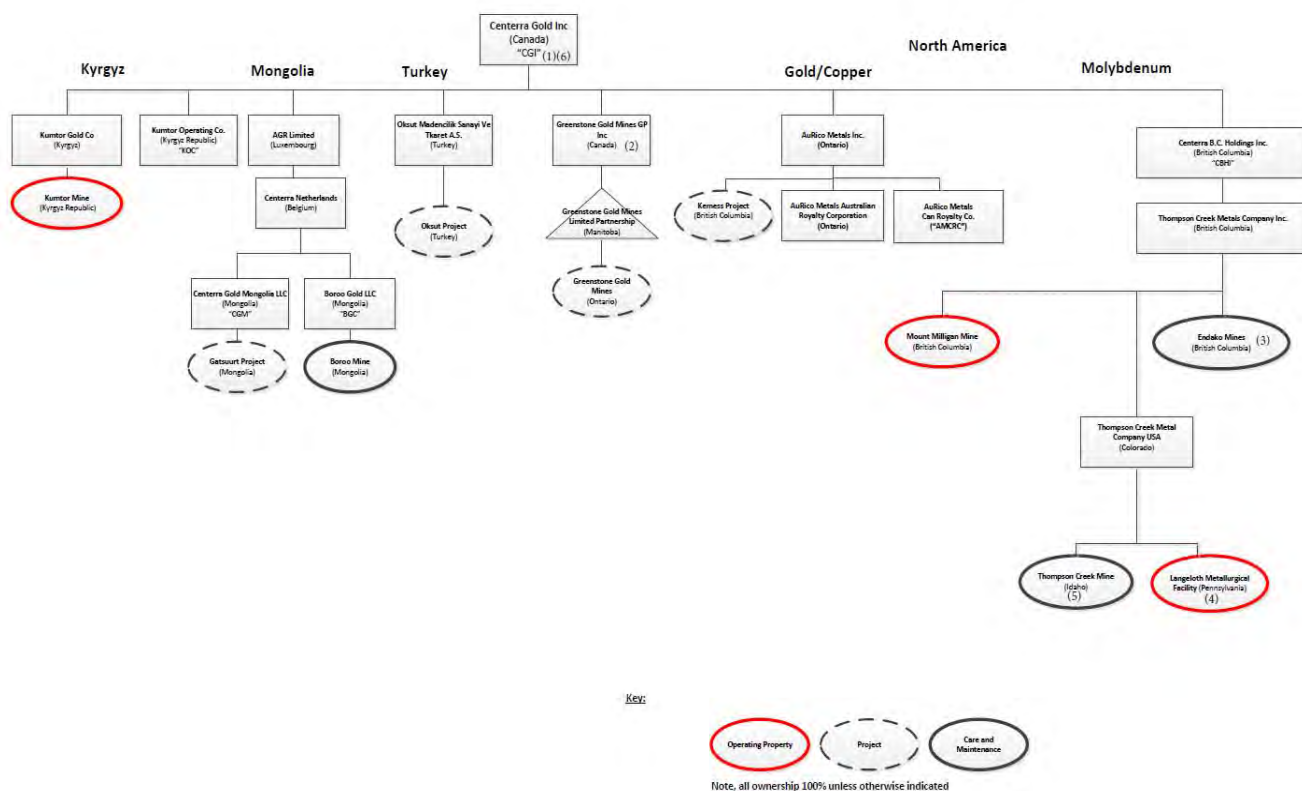 Centerra Gold Inc
(Canada)
"CGI" (1)(6)
North America
Kyrgyz
Mongolia
Turkey
Gold/Copper
Molybdenum
Kumtor Gold Co
(Kyrgyz)
Kumtor Operating Co.
(Kyrgyz Republic)
"KOC"
AGR Limited
(Luxembourg)
Oksut Madencilik Sanayi Ve
Tkaret A.S.
(Turkey)
Greenstone Gold Mines GP
Inc
(Canada) (2)
AuRico Metals Inc.
(Ontario)
Centerra B.C. Holdings Inc.
(British Columbia)
"CBHI"
Kumtor Mine
(Kyrgyz Republic)
Centerra Netherlands
(Belgium)
Oksut Project
(Turkey)
Greenstone Gold Mines
Limited Partnership
(Manitoba)
Kemess Project
(British Columbia)
AuRico Metals Australian
Royalty Corporation
(Ontario)
AuRico Metals
Can Royalty Co.
("AMCRC")
Thompson Creek Metals Company Inc.
(British Columbia)
Centerra Gold Mongolia LLC
(Mongolia)
"CGM"
Boroo Gold LLC
(Mongolia)
"BGC"
Greenstone Gold
Mines
(Ontario)
Gatsuurt Project
(Mongolia)
Boroo Mine
(Mongolia)
Mount Milligan Mine
(British Columbia)
Endako Mines
(British Columbia) (3)
Thompson Creek Metal
Company USA
(Colorado)
Thompson Creek Mine
(Idaho)
(5)
Langeloth Metallurgical
Facility (Pennsylvania)
(4)
Key:
Operating Property
Project
Care and
Maintenance
Note, all ownership 100% unless otherwise indicated